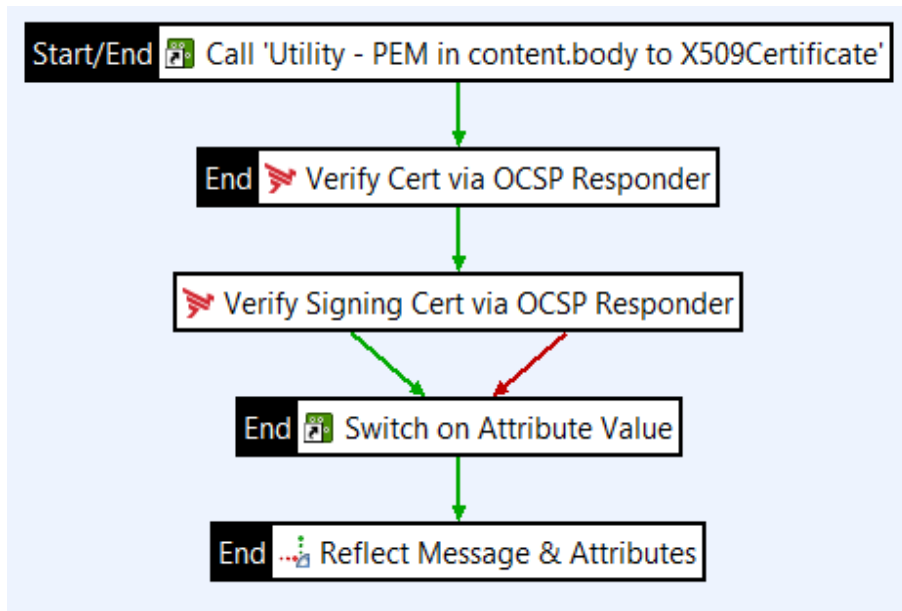 Start/End Call 'Utility - PEM in content.body to X509Certificate'
End Verify Cert via OCSP Responder
Verify Signing Cert via OCSP Responder
End Switch on Attribute Value
End Reflect Message & Attributes